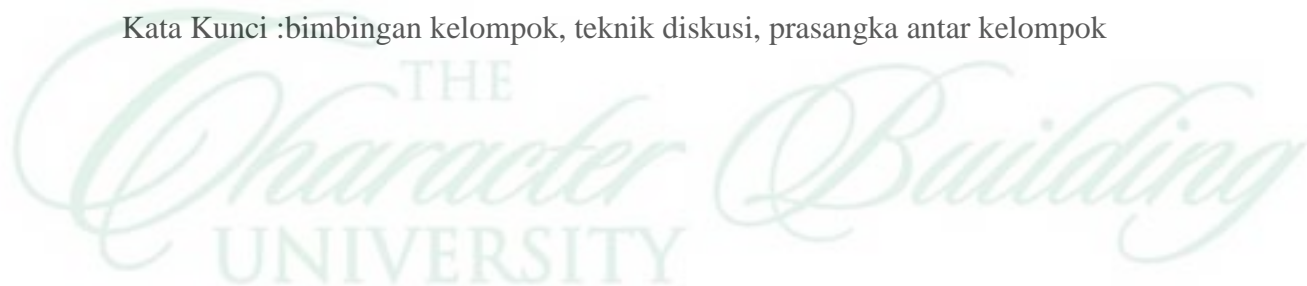 Kata Kunci :bimbingan kelompok, teknik diskusi, prasangka antar kelompok
THE
Character Building
UNIVERSITY